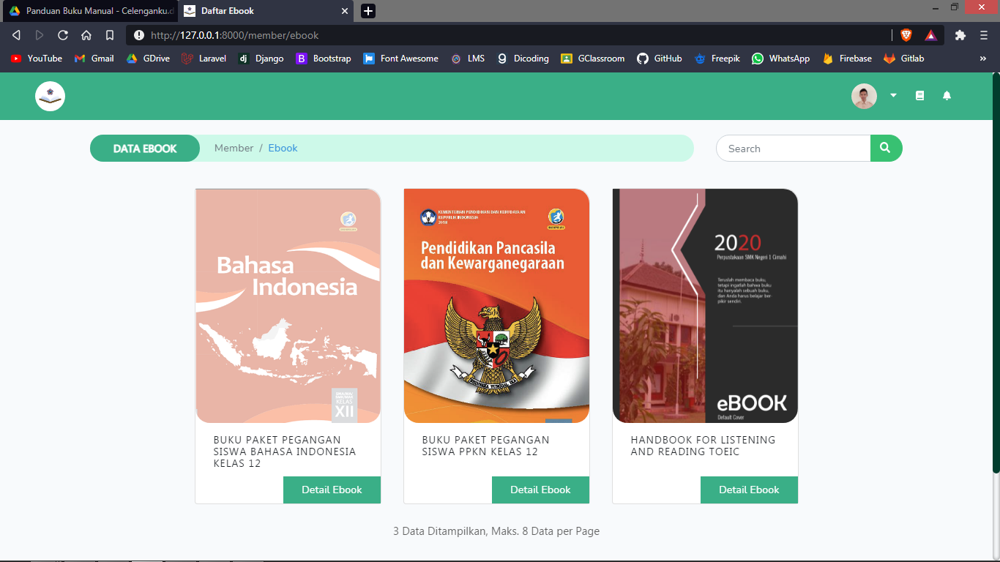 Panduan Buku Manual - Celenganku.d
Daftar Ebook
http://127.0.0.1:8000/member/ebook
YouTube
Gmail
GDrive
Laravel
dj
Django
B
Bootstrap
Font Awesome
LMS
Dicoding
GClassroom
GitHub
Freepik
WhatsApp
Firebase
Gitlab
»
DATA EBOOK
Member / Ebook
Search
Bahasa
Indonesia
KELAS
XII
BUKU PAKET PEGANGAN
SISWA BAHASA INDONESIA
KELAS 12
Detail Ebook
KEMENTERIAN PENDIDIKAN DAN KEBUDAYAAN
REPUBLIK INDONESIA
2018
Pendidikan Pancasila
dan Kewarganegaraan
BUKU PAKET PEGANGAN
SISWA PPKN KELAS 12
Detail Ebook
2020
Perpustakaan SMK Negeri 1 Cimahi
Teruslah membaca buku,
tetapi ingatlah bahwa buku
itu hanyalah sebuah buku,
dan Anda harus belajar ber-
pikir sendiri.
eBOOK
Default Cover
HANDBOOK FOR LISTENING
AND READING TOEIC
Detail Ebook
3 Data Ditampilkan, Maks. 8 Data per Page